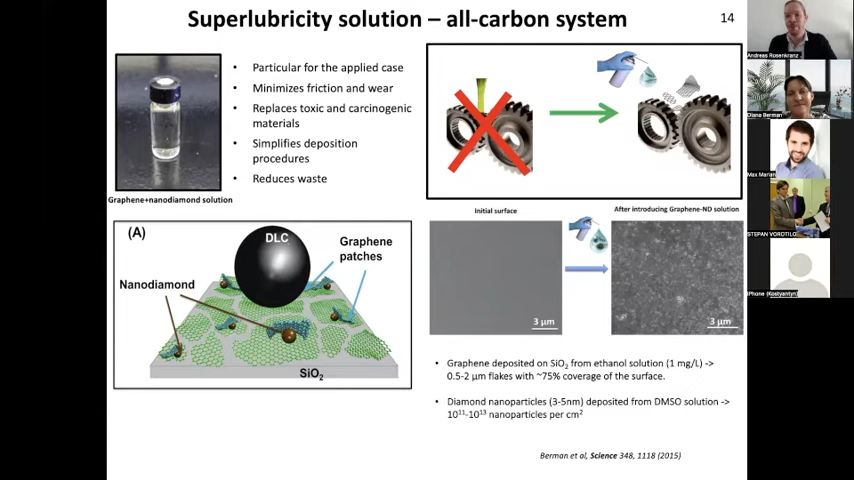 Superlubricity solution – all-carbon system
14
• Particular for the applied case
• Minimizes friction and wear
• Replaces toxic and carcinogenic
materials
• Simplifies deposition
procedures
• Reduces waste
Graphene+nanodiamond solution
Initial surface
After introducing Graphene-ND solution
3 µm
3 µm
(A)
DLC
Graphene
patches
Nanodiamond
SiO₂
• Graphene deposited on SiO₂ from ethanol solution (1 mg/L) ->
0.5-2 µm flakes with ~75% coverage of the surface.
• Diamond nanoparticles (3-5nm) deposited from DMSO solution ->
10¹¹-10¹³ nanoparticles per cm²
Berman et al, Science 348, 1118 (2015)
Andreas Rosenkranz
Diana Berman
Max Marian
STEPAN VOROTILO
iPhone (Kostyantyn)